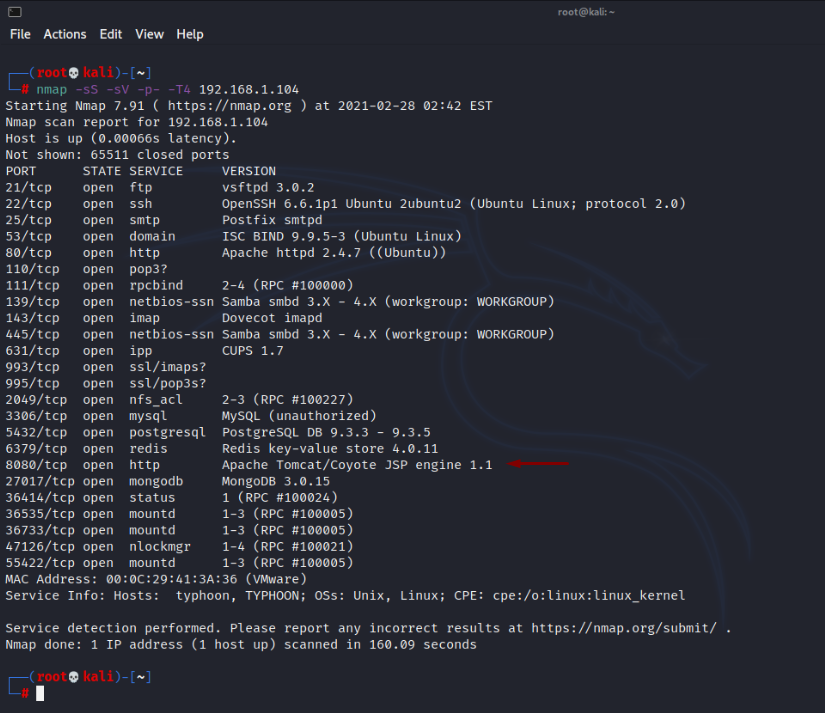 root@kali: ~
File Actions Edit View Help
┌──(root💀kali)-[~]
└─# nmap -sS -sV -p- -T4 192.168.1.104
Starting Nmap 7.91 ( https://nmap.org ) at 2021-02-28 02:42 EST
Nmap scan report for 192.168.1.104
Host is up (0.00066s latency).
Not shown: 65511 closed ports
PORT      STATE SERVICE     VERSION
21/tcp    open  ftp         vsftpd 3.0.2
22/tcp    open  ssh         OpenSSH 6.6.1p1 Ubuntu 2ubuntu2 (Ubuntu Linux; protocol 2.0)
25/tcp    open  smtp        Postfix smtpd
53/tcp    open  domain      ISC BIND 9.9.5-3 (Ubuntu Linux)
80/tcp    open  http        Apache httpd 2.4.7 ((Ubuntu))
110/tcp   open  pop3?
111/tcp   open  rpcbind     2-4 (RPC #100000)
139/tcp   open  netbios-ssn Samba smbd 3.X - 4.X (workgroup: WORKGROUP)
143/tcp   open  imap        Dovecot imapd
445/tcp   open  netbios-ssn Samba smbd 3.X - 4.X (workgroup: WORKGROUP)
631/tcp   open  ipp         CUPS 1.7
993/tcp   open  ssl/imaps?
995/tcp   open  ssl/pop3s?
2049/tcp  open  nfs_acl     2-3 (RPC #100227)
3306/tcp  open  mysql       MySQL (unauthorized)
5432/tcp  open  postgresql  PostgreSQL DB 9.3.3 - 9.3.5
6379/tcp  open  redis       Redis key-value store 4.0.11
8080/tcp  open  http        Apache Tomcat/Coyote JSP engine 1.1
27017/tcp open  mongodb     MongoDB 3.0.15
36414/tcp open  status      1 (RPC #100024)
36535/tcp open  mountd      1-3 (RPC #100005)
36733/tcp open  mountd      1-3 (RPC #100005)
47126/tcp open  nlockmgr    1-4 (RPC #100021)
55422/tcp open  mountd      1-3 (RPC #100005)
MAC Address: 00:0C:29:41:3A:36 (VMware)
Service Info: Hosts:  typhoon, TYPHOON; OSs: Unix, Linux; CPE: cpe:/o:linux:linux_kernel
Service detection performed. Please report any incorrect results at https://nmap.org/submit/ .
Nmap done: 1 IP address (1 host up) scanned in 160.09 seconds
┌──(root💀kali)-[~]
└─#